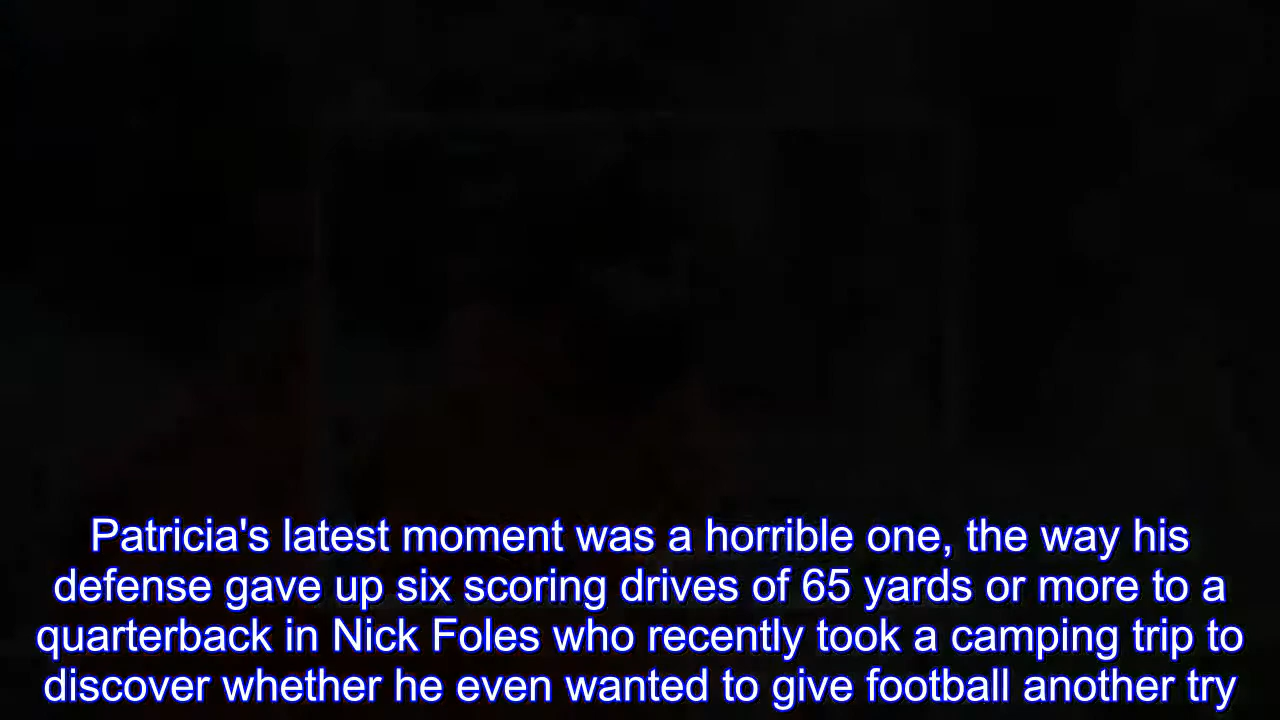 Patricia's latest moment was a horrible one, the way his
defense gave up six scoring drives of 65 yards or more to a
quarterback in Nick Foles who recently took a camping trip to
discover whether he even wanted to give football another try